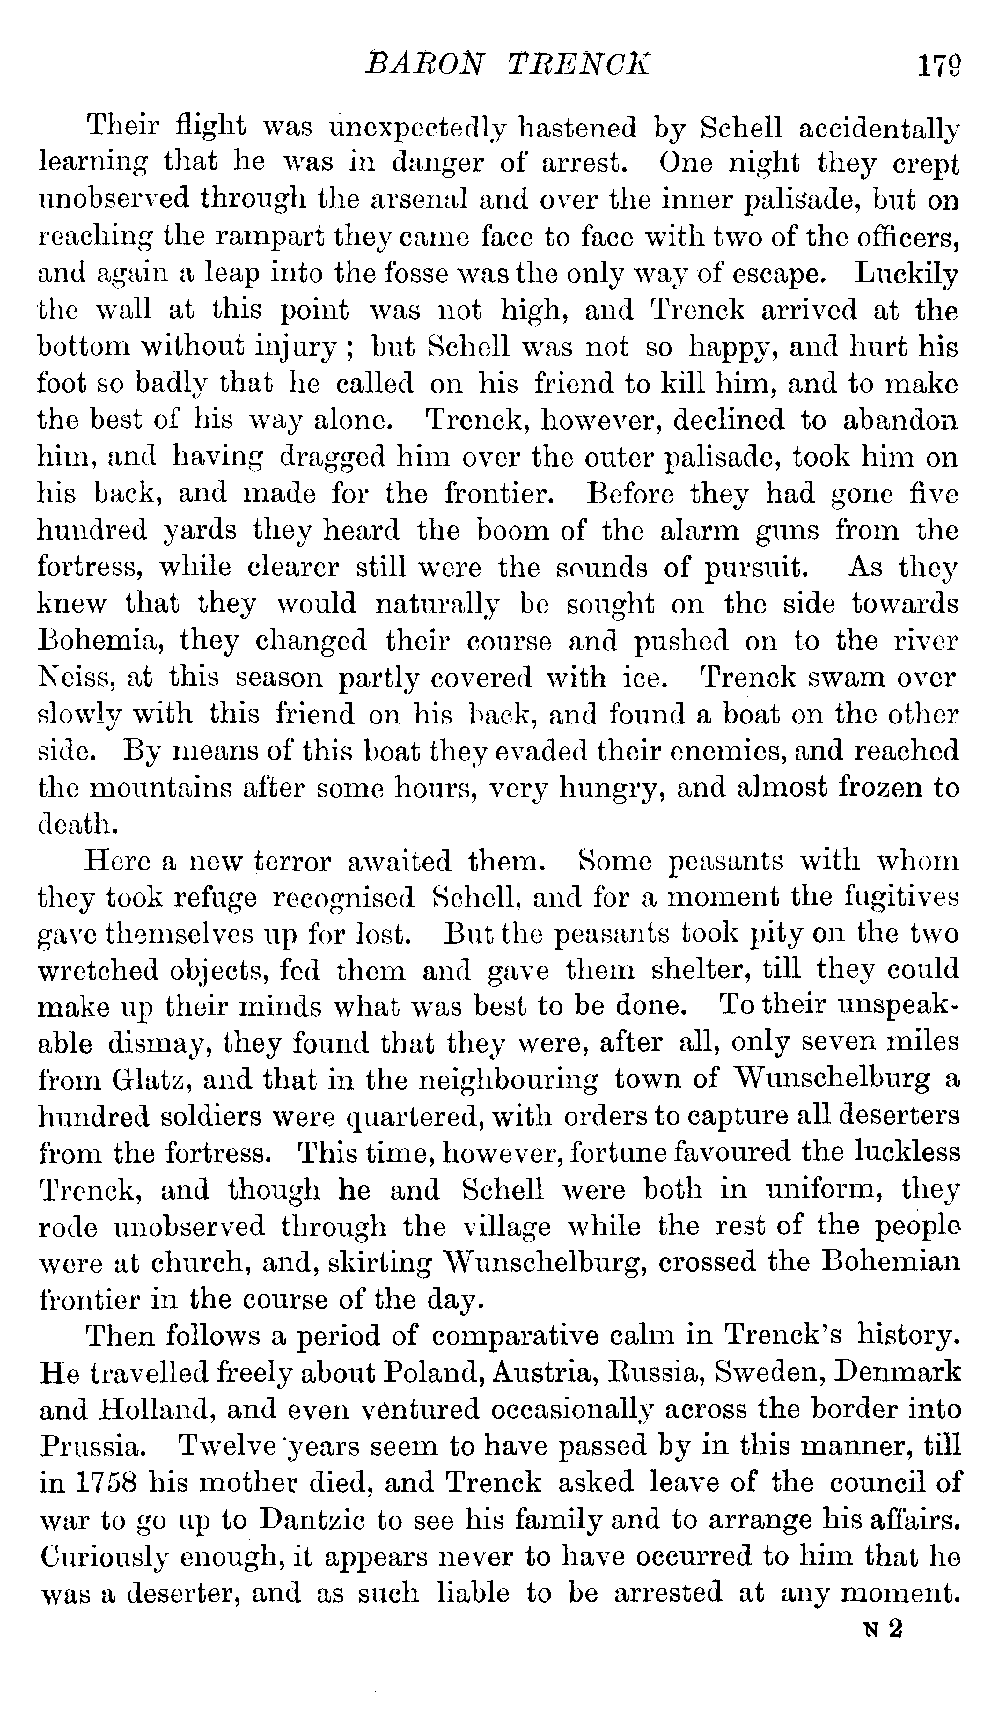 BARON TRENCK 179
Their flight was unexpectedly hastened by Schell accidentally
learning that he was in danger of arrest. One night they crept
unobserved through the arsenal and over the inner palisade, but on
reaching the rampart they came face to face with two of the officers,
and again a leap into the fosse was the only way of escape. Luckily
the wall at this point was not high, and Trenck arrived at the
bottom without injury ; but Schell was not so happy, and hurt his
foot so badly that he called on his friend to kill him, and to make
the best of his way alone. Trenck, however, declined to abandon
him, and having dragged him over the outer palisade, took him on
his back, and made for the frontier. Before they had gone five
hundred yards they heard the boom of the alarm guns from the
fortress, while clearer still were the sounds of pursuit. As they
knew that they would naturally be sought on the side towards
Bohemia, they changed their course and pushed on to the river
Neiss, at this season partly covered with ice. Trenck swam over
slowly with this friend on his back, and found a boat on the other
side. By means of this boat they evaded their enemies, and reached
the mountains after some hours, very hungry, and almost frozen to
death.
Here a new terror awaited them. Some peasants with whom
they took refuge recognised Schell, and for a moment the fugitives
gave themselves up for lost. But the peasants took pity on the two
wretched objects, fed them and gave them shelter, till they could
make up their minds what was best to be done. To their unspeak-
able dismay, they found that they were, after all, only seven miles
from Glatz, and that in the neighbouring town of Wunschelburg a
hundred soldiers were quartered, with orders to capture all deserters
from the fortress. This time, however, fortune favoured the luckless
Trenck, and though he and Schell were both in uniform, they
rode unobserved through the village while the rest of the people
were at church, and, skirting Wunschelburg, crossed the Bohemian
frontier in the course of the day.
Then follows a period of comparative calm in Trenck's history.
He travelled freely about Poland, Austria, Russia, Sweden, Denmark
and Holland, and even ventured occasionally across the border into
Prussia. Twelve years seem to have passed by in this manner, till
in 1758 his mother died, and Trenck asked leave of the council of
war to go up to Dantzic to see his family and to arrange his affairs.
Curiously enough, it appears never to have occurred to him that he
was a deserter, and as such liable to be arrested at any moment.
N 2